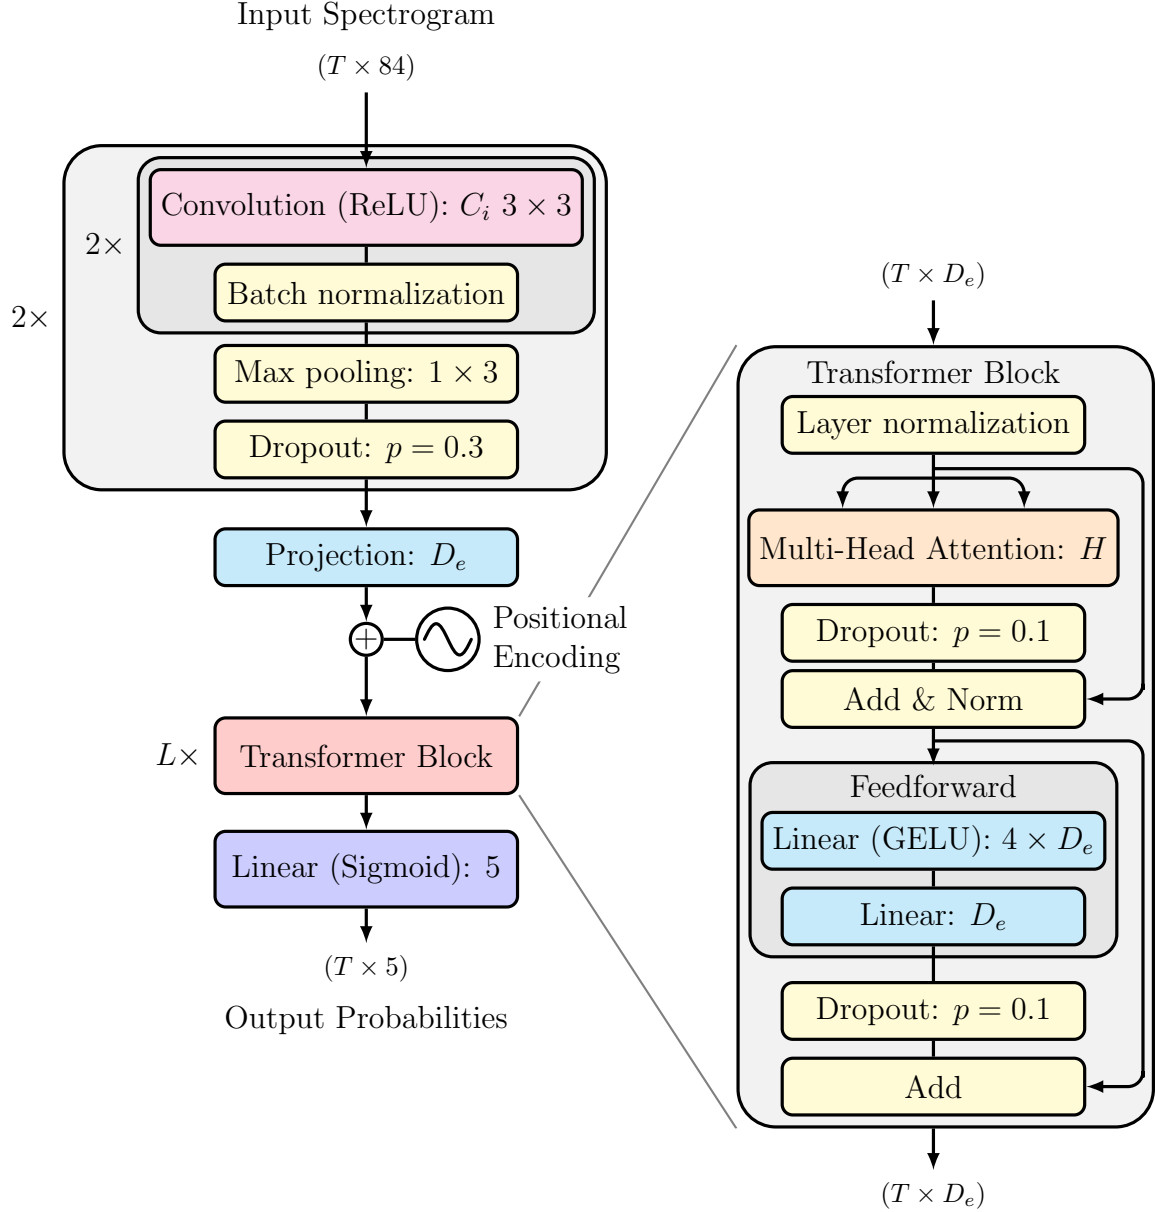 Input Spectrogram
(T × 84)
2×
2×
Convolution (ReLU): C_i 3 × 3
Batch normalization
Max pooling: 1 × 3
Dropout: p = 0.3
Projection: D_e
+
Positional
Encoding
L×
Transformer Block
Linear (Sigmoid): 5
(T × 5)
Output Probabilities
(T × D_e)
Transformer Block
Layer normalization
Multi-Head Attention: H
Dropout: p = 0.1
Add & Norm
Feedforward
Linear (GELU): 4 × D_e
Linear: D_e
Dropout: p = 0.1
Add
(T × D_e)